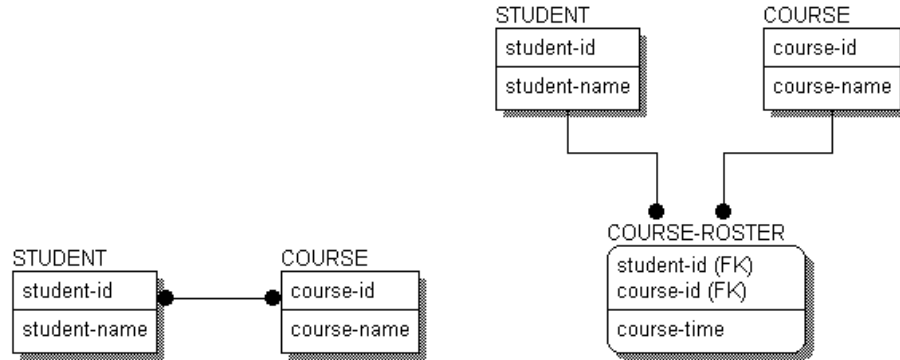 STUDENT
student-id
student-name
COURSE
course-id
course-name
STUDENT
student-id
student-name
COURSE
course-id
course-name
COURSE-ROSTER
student-id (FK)
course-id (FK)
course-time